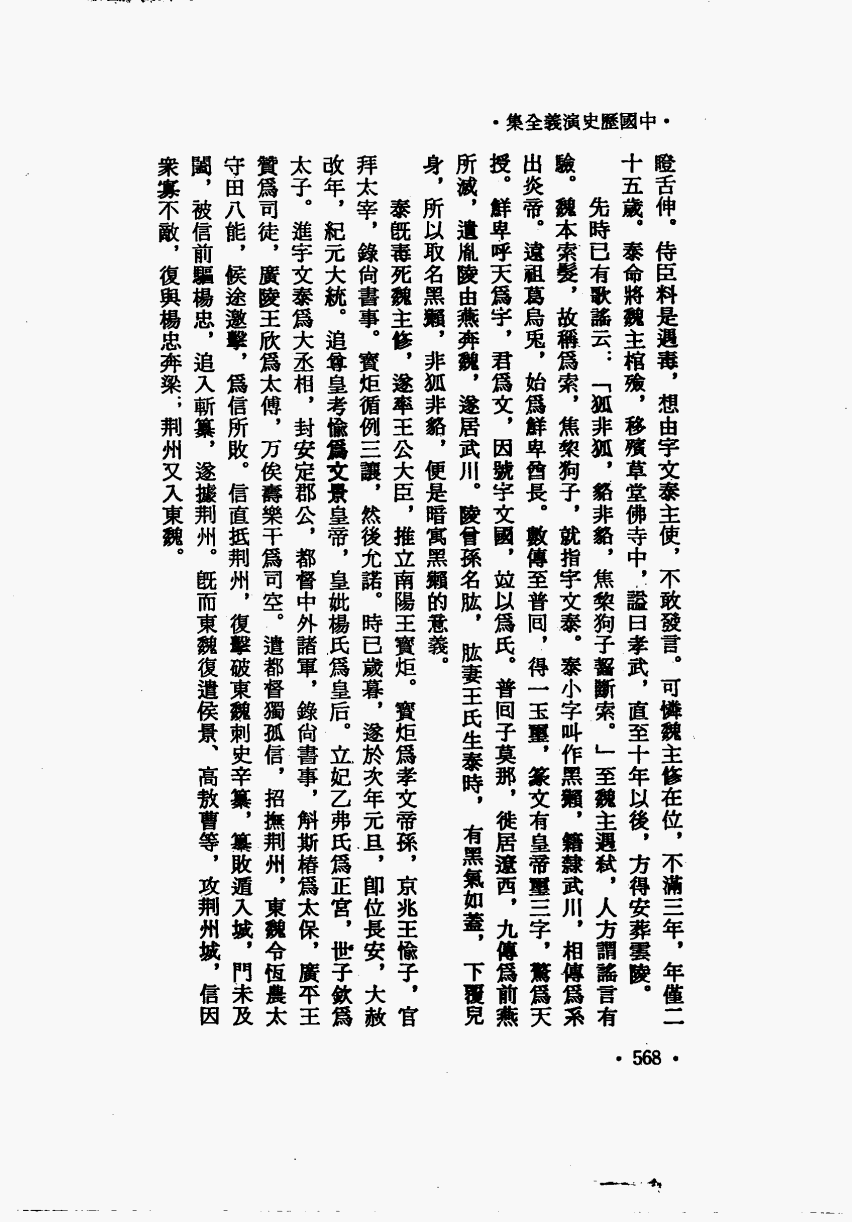 •中國歷史演義全集•
瞪舌伸。侍臣料是遇毒，想由宇文泰主使，不敢發言。可憐魏主修在位，不滿三年，年僅二
十五歲。泰命將魏主棺殮，移殯草堂佛寺中，諡曰孝武，直至十年以後，方得安葬雲陵。
先時已有歌謠云：「狐非狐，貉非貉，焦棃狗子齧斷索。」至魏主遇弒，人方謂謠言有
驗。魏本索髮，故稱爲索，焦棃狗子，就指宇文泰。泰小字叫作黑獺，籍隸武川，相傳爲系
出炎帝。遠祖葛烏兎，始爲鮮卑酋長。數傳至普回，得一玉璽，篆文有皇帝璽三字，驚爲天
授。鮮卑呼天爲宇，君爲文，因號宇文國，竝以爲氏。普回子莫那，徙居遼西，九傳爲前燕
所滅，遺胤陵由燕奔魏，遂居武川。陵曾孫名肱，肱妻王氏生泰時，有黑氣如蓋，下覆兒
身，所以取名黑獺，非狐非貉，便是暗寓黑獺的意義。
泰旣毒死魏主修，遂率王公大臣，推立南陽王寶炬。寶炬爲孝文帝孫，京兆王愉子，官
拜太宰，錄尙書事。寶炬循例三讓，然後允諾。時已歲暮，遂於次年元旦，卽位長安，大赦
改年，紀元大統。追尊皇考愉爲文景皇帝，皇妣楊氏爲皇后。立妃乙弗氏爲正宮，世子欽爲
太子。進宇文泰爲大丞相，封安定郡公，都督中外諸軍，錄尙書事，斛斯椿爲太保，廣平王
贊爲司徒，廣陵王欣爲太傅，万俟壽樂干爲司空。遣都督獨孤信，招撫荆州，東魏令恆農太
守田八能，候途邀擊，爲信所敗。信直抵荆州，復擊破東魏刺史辛纂，纂敗遁入城，門未及
闔，被信前驅楊忠，追入斬纂，遂據荆州。旣而東魏復遣侯景、高敖曹等，攻荆州城，信因
衆寡不敵，復與楊忠奔梁；荆州又入東魏。
•568•